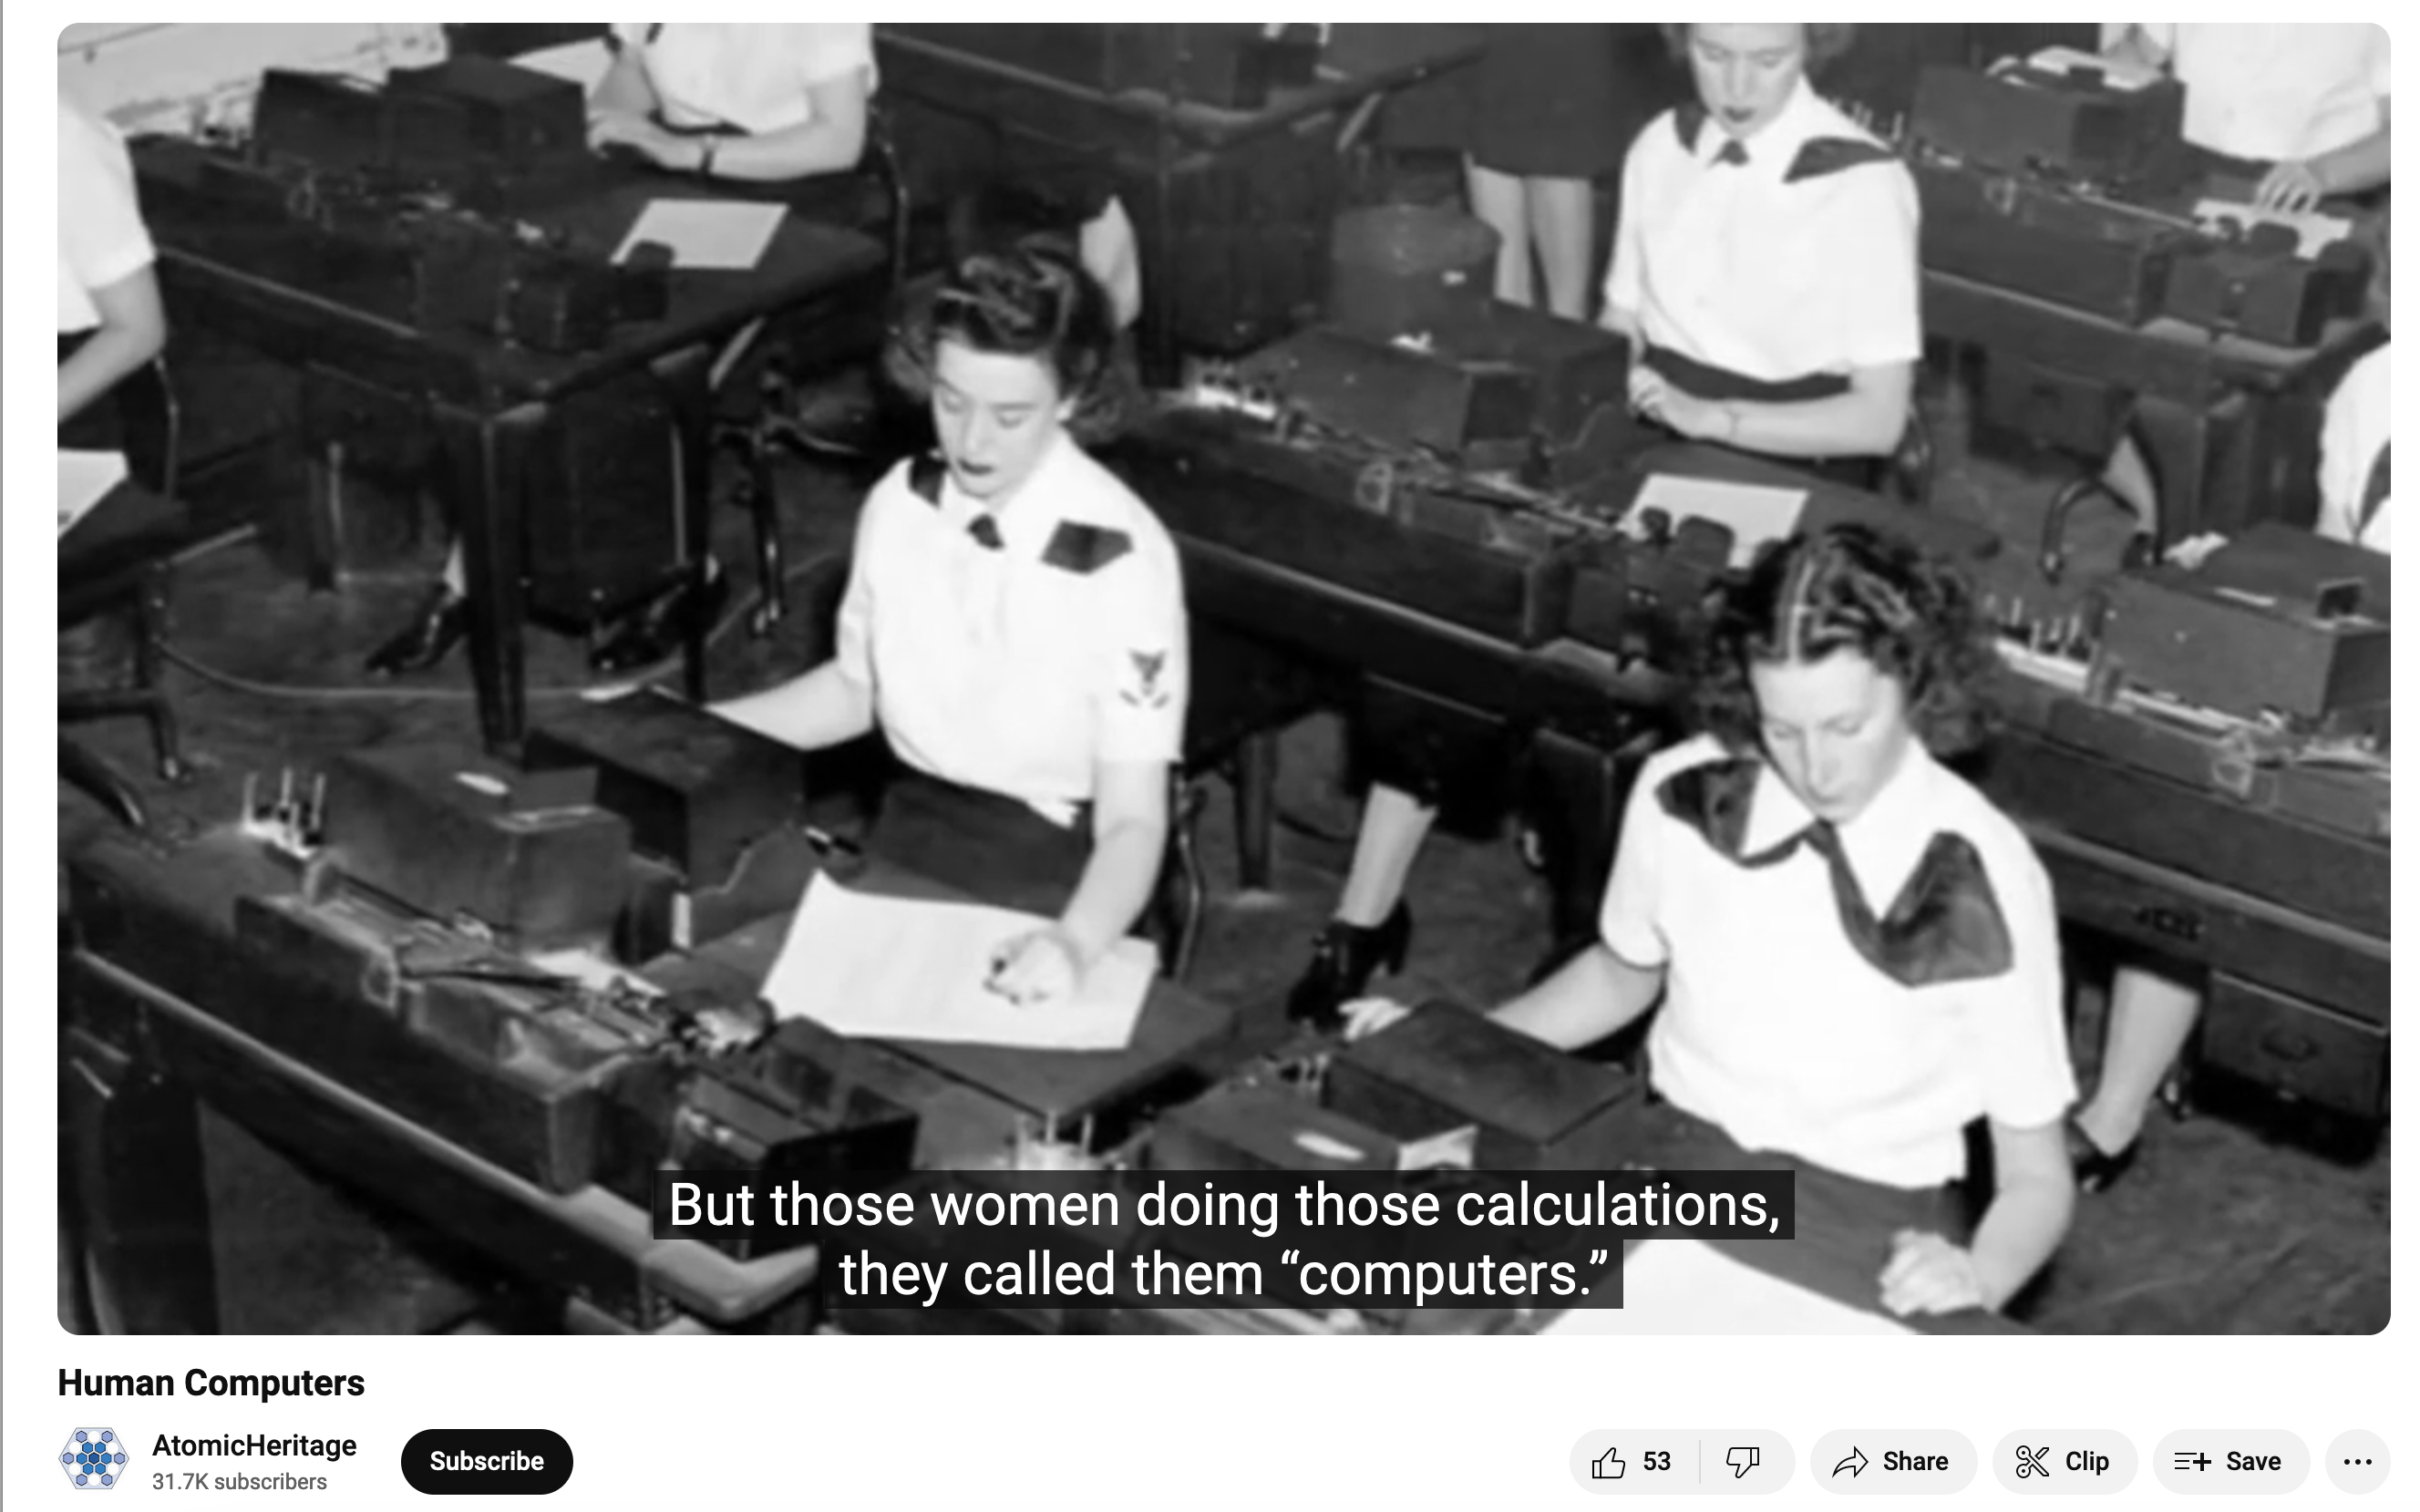 But those women doing those calculations,
they called them “computers.”
Human Computers
AtomicHeritage
31.7K subscribers
Subscribe
53
Share
Clip
Save